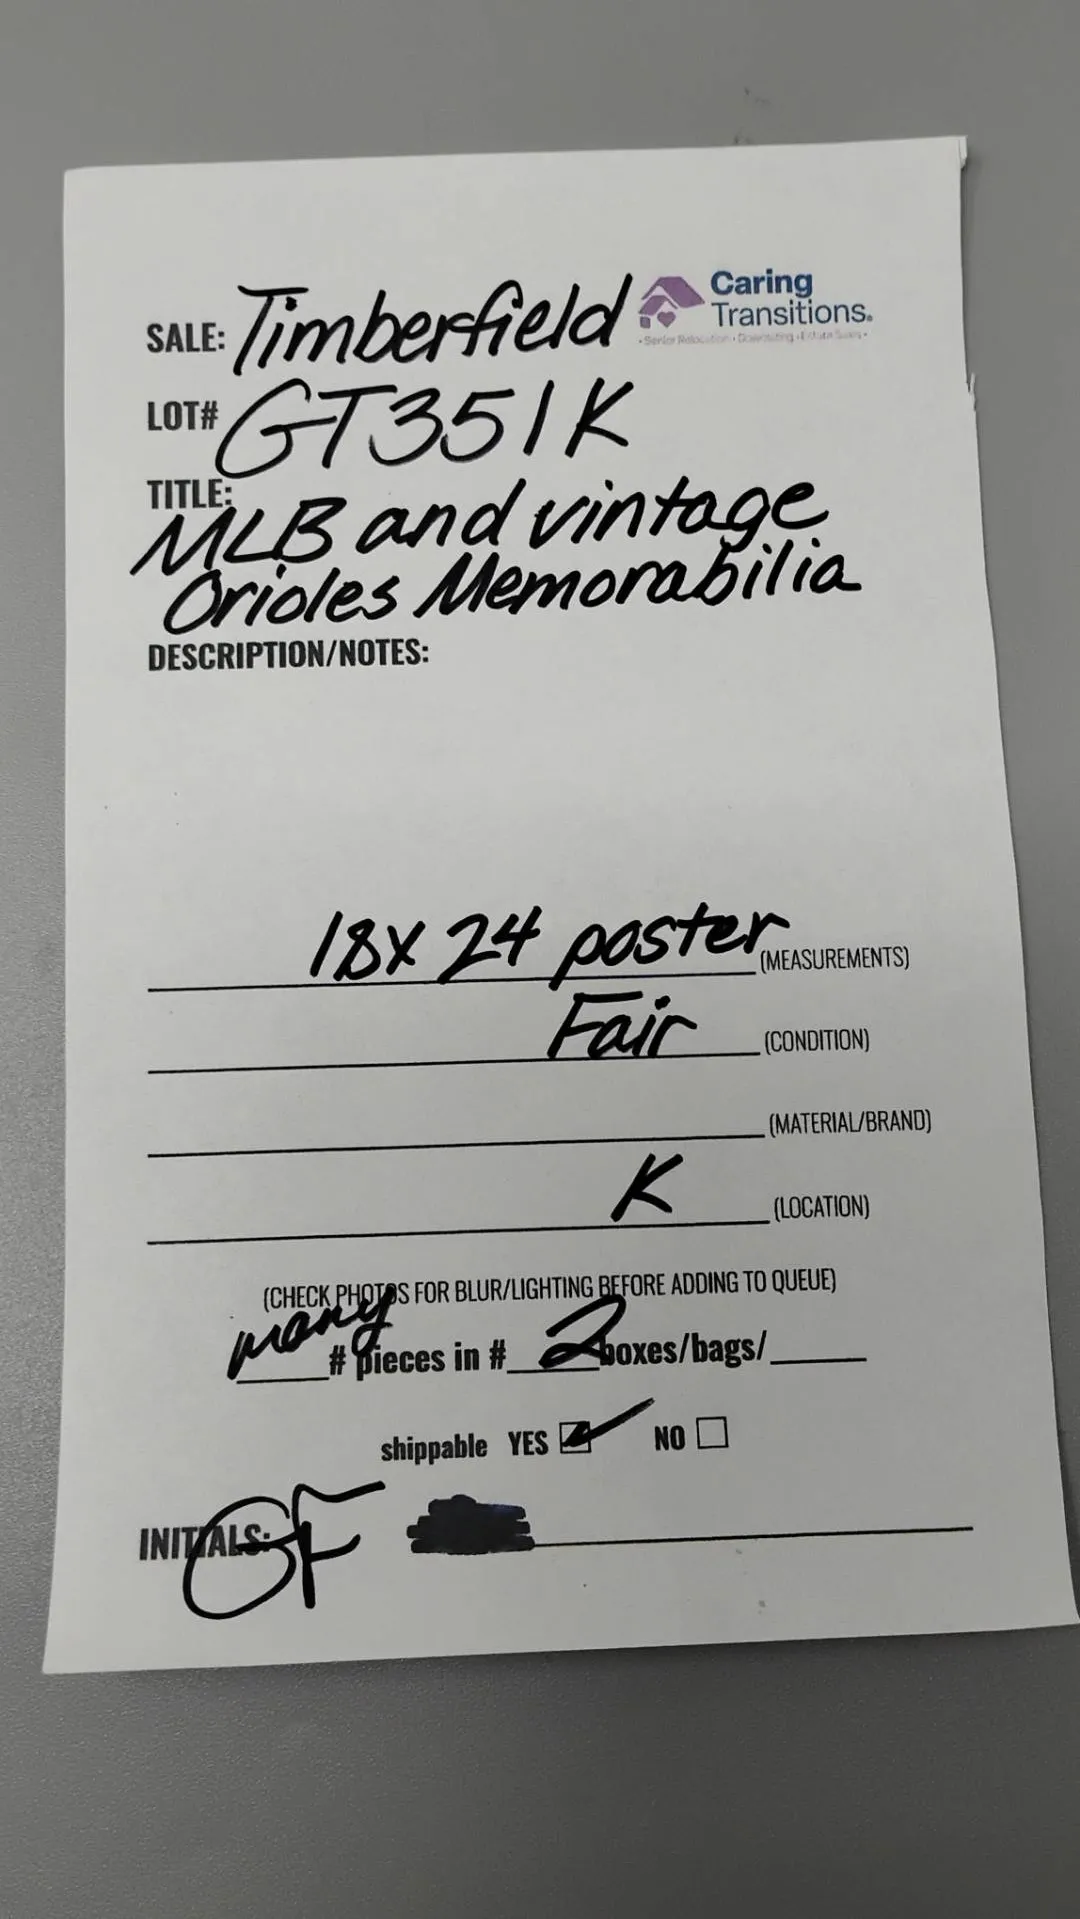 SALE: Timberfield
Caring
Transitions.
• Senior Relocation • Downsizing • Estate Sales •
LOT# GT351K
TITLE:
MLB and vintage
Orioles Memorabilia
DESCRIPTION/NOTES:
18x24 poster (MEASUREMENTS)
Fair (CONDITION)
(MATERIAL/BRAND)
K (LOCATION)
(CHECK PHOTOS FOR BLUR/LIGHTING BEFORE ADDING TO QUEUE)
many # pieces in # 2 boxes/bags/
shippable YES NO
INITIALS: GF